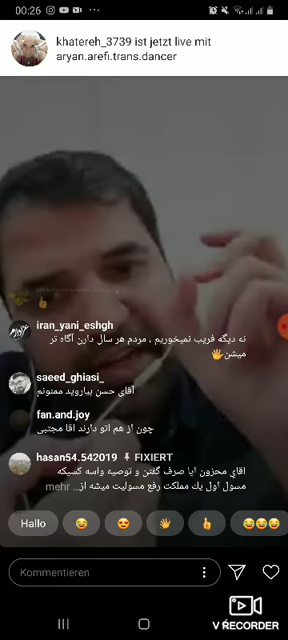 00:26
khatereh_3739 ist jetzt live mit
aryan.arefi.trans.dancer
iran_yani_eshgh
نه دیگه فریب نمیخوریم ، مردم هر سال دارن آگاه تر
میشن👋
saeed_ghiasi_
آقای حسن بیاروید ممنونم
fan.and.joy
چون از هم اتو دارند اقا مجتبی
hasan54.542019 FIXIERT
اقای محزون ایا صرف گفتن و توصیه واسه کسیکه
مسول اول یك مملکت رفع مسولیت میشه از... mehr
Hallo
Kommentieren
V RECORDER